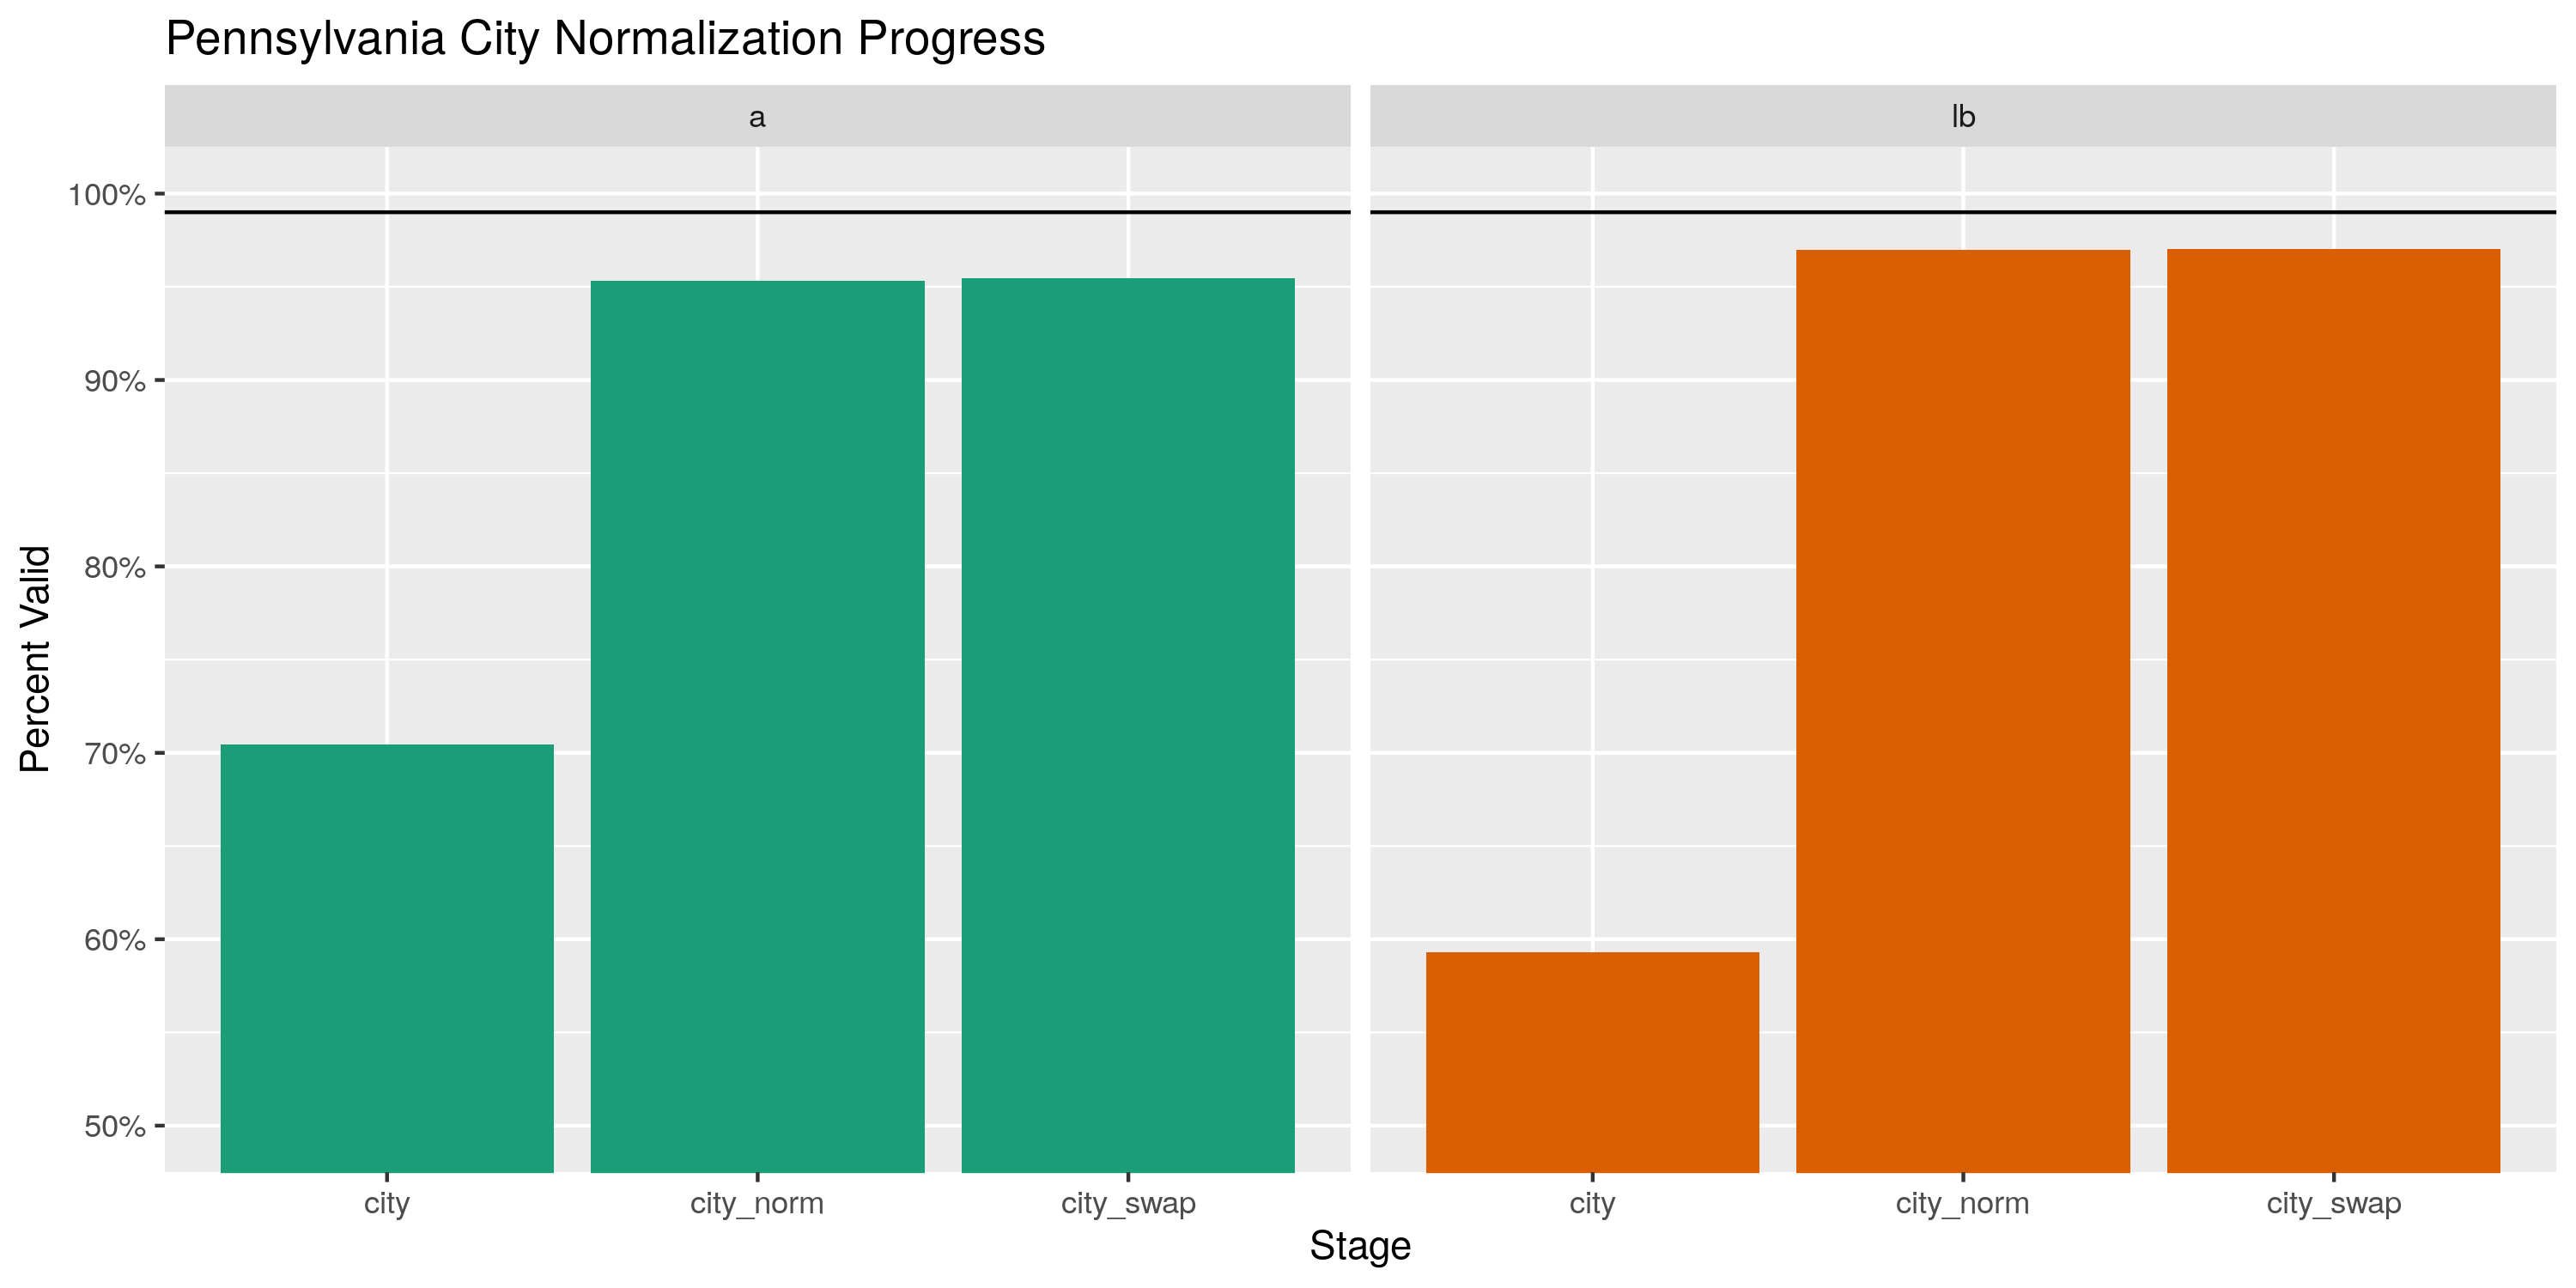 Pennsylvania City Normalization Progress
a
lb
100%
90%
80%
70%
60%
50%
Percent Valid
city
city_norm
city_swap
city
city_norm
city_swap
Stage